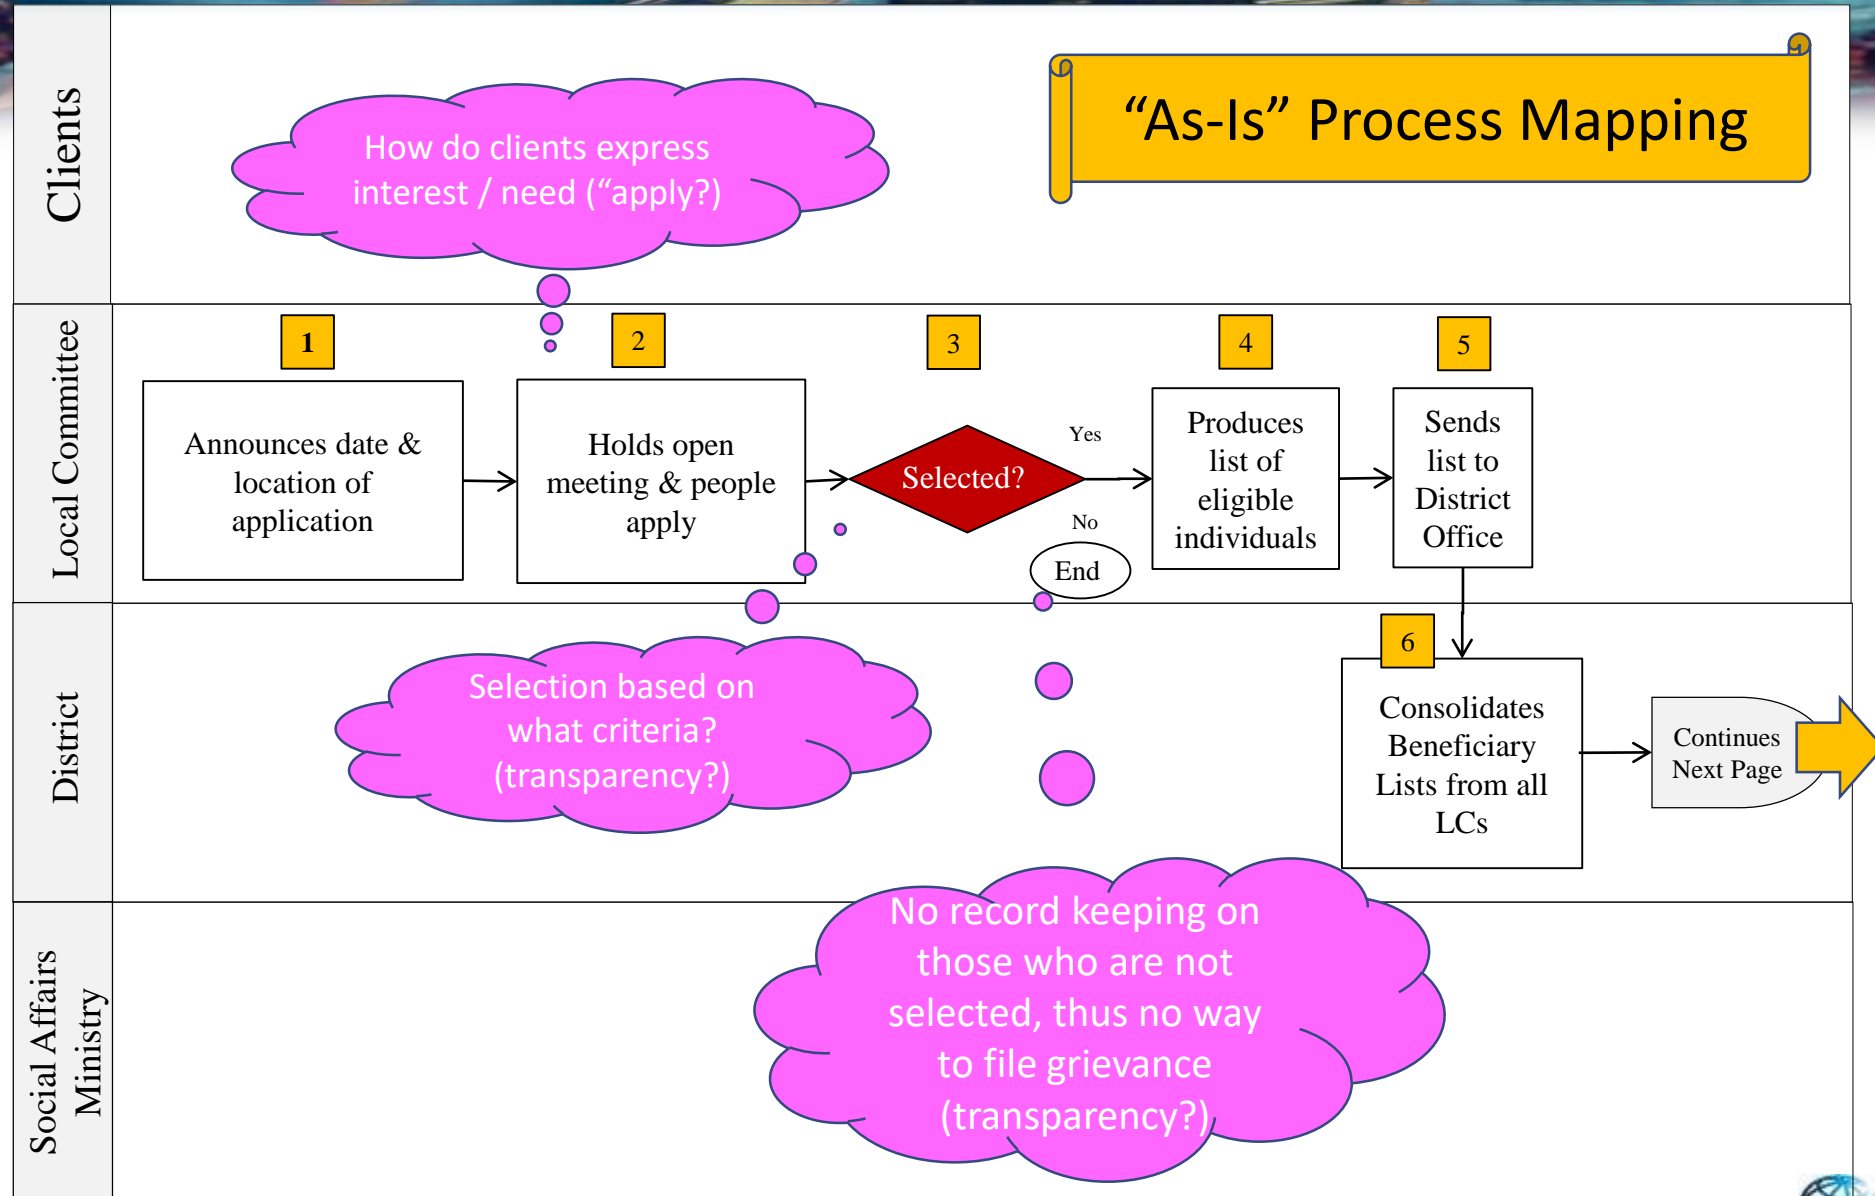 Clients
How do clients express
interest / need (“apply?)
“As-Is” Process Mapping
Local Committee
1
Announces date &
location of
application
2
Holds open
meeting & people
apply
3
Selected?
Yes
No
End
4
Produces
list of
eligible
individuals
5
Sends
list to
District
Office
District
Selection based on
what criteria?
(transparency?)
6
Consolidates
Beneficiary
Lists from all
LCs
Continues
Next Page
Social Affairs
Ministry
No record keeping on
those who are not
selected, thus no way
to file grievance
(transparency?)